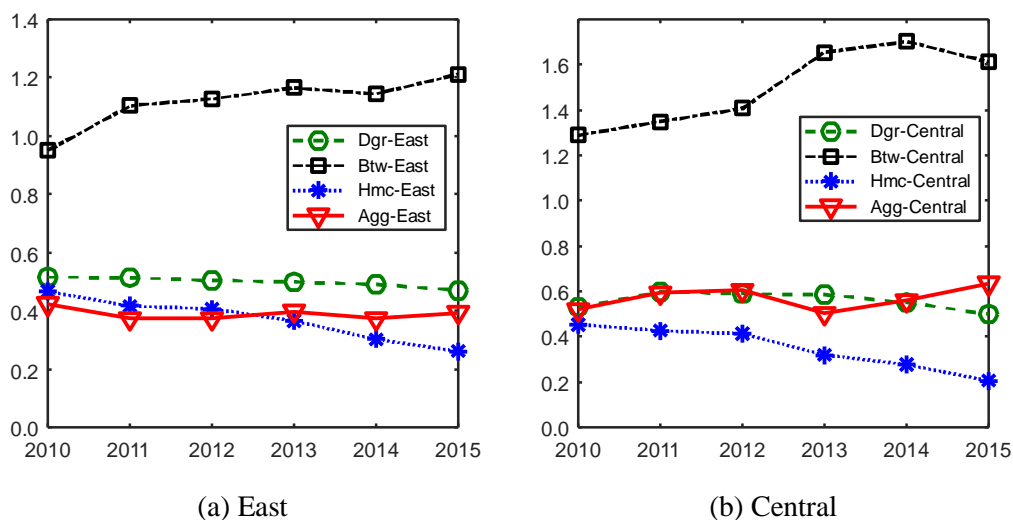 1.4
1.2
1.0
0.8
0.6
0.4
0.2
0.0
2010 2011 2012 2013 2014 2015
Dgr-East
Btw-East
Hmc-East
Agg-East
(a) East
1.6
1.4
1.2
1.0
0.8
0.6
0.4
0.2
0.0
2010 2011 2012 2013 2014 2015
Dgr-Central
Btw-Central
Hmc-Central
Agg-Central
(b) Central